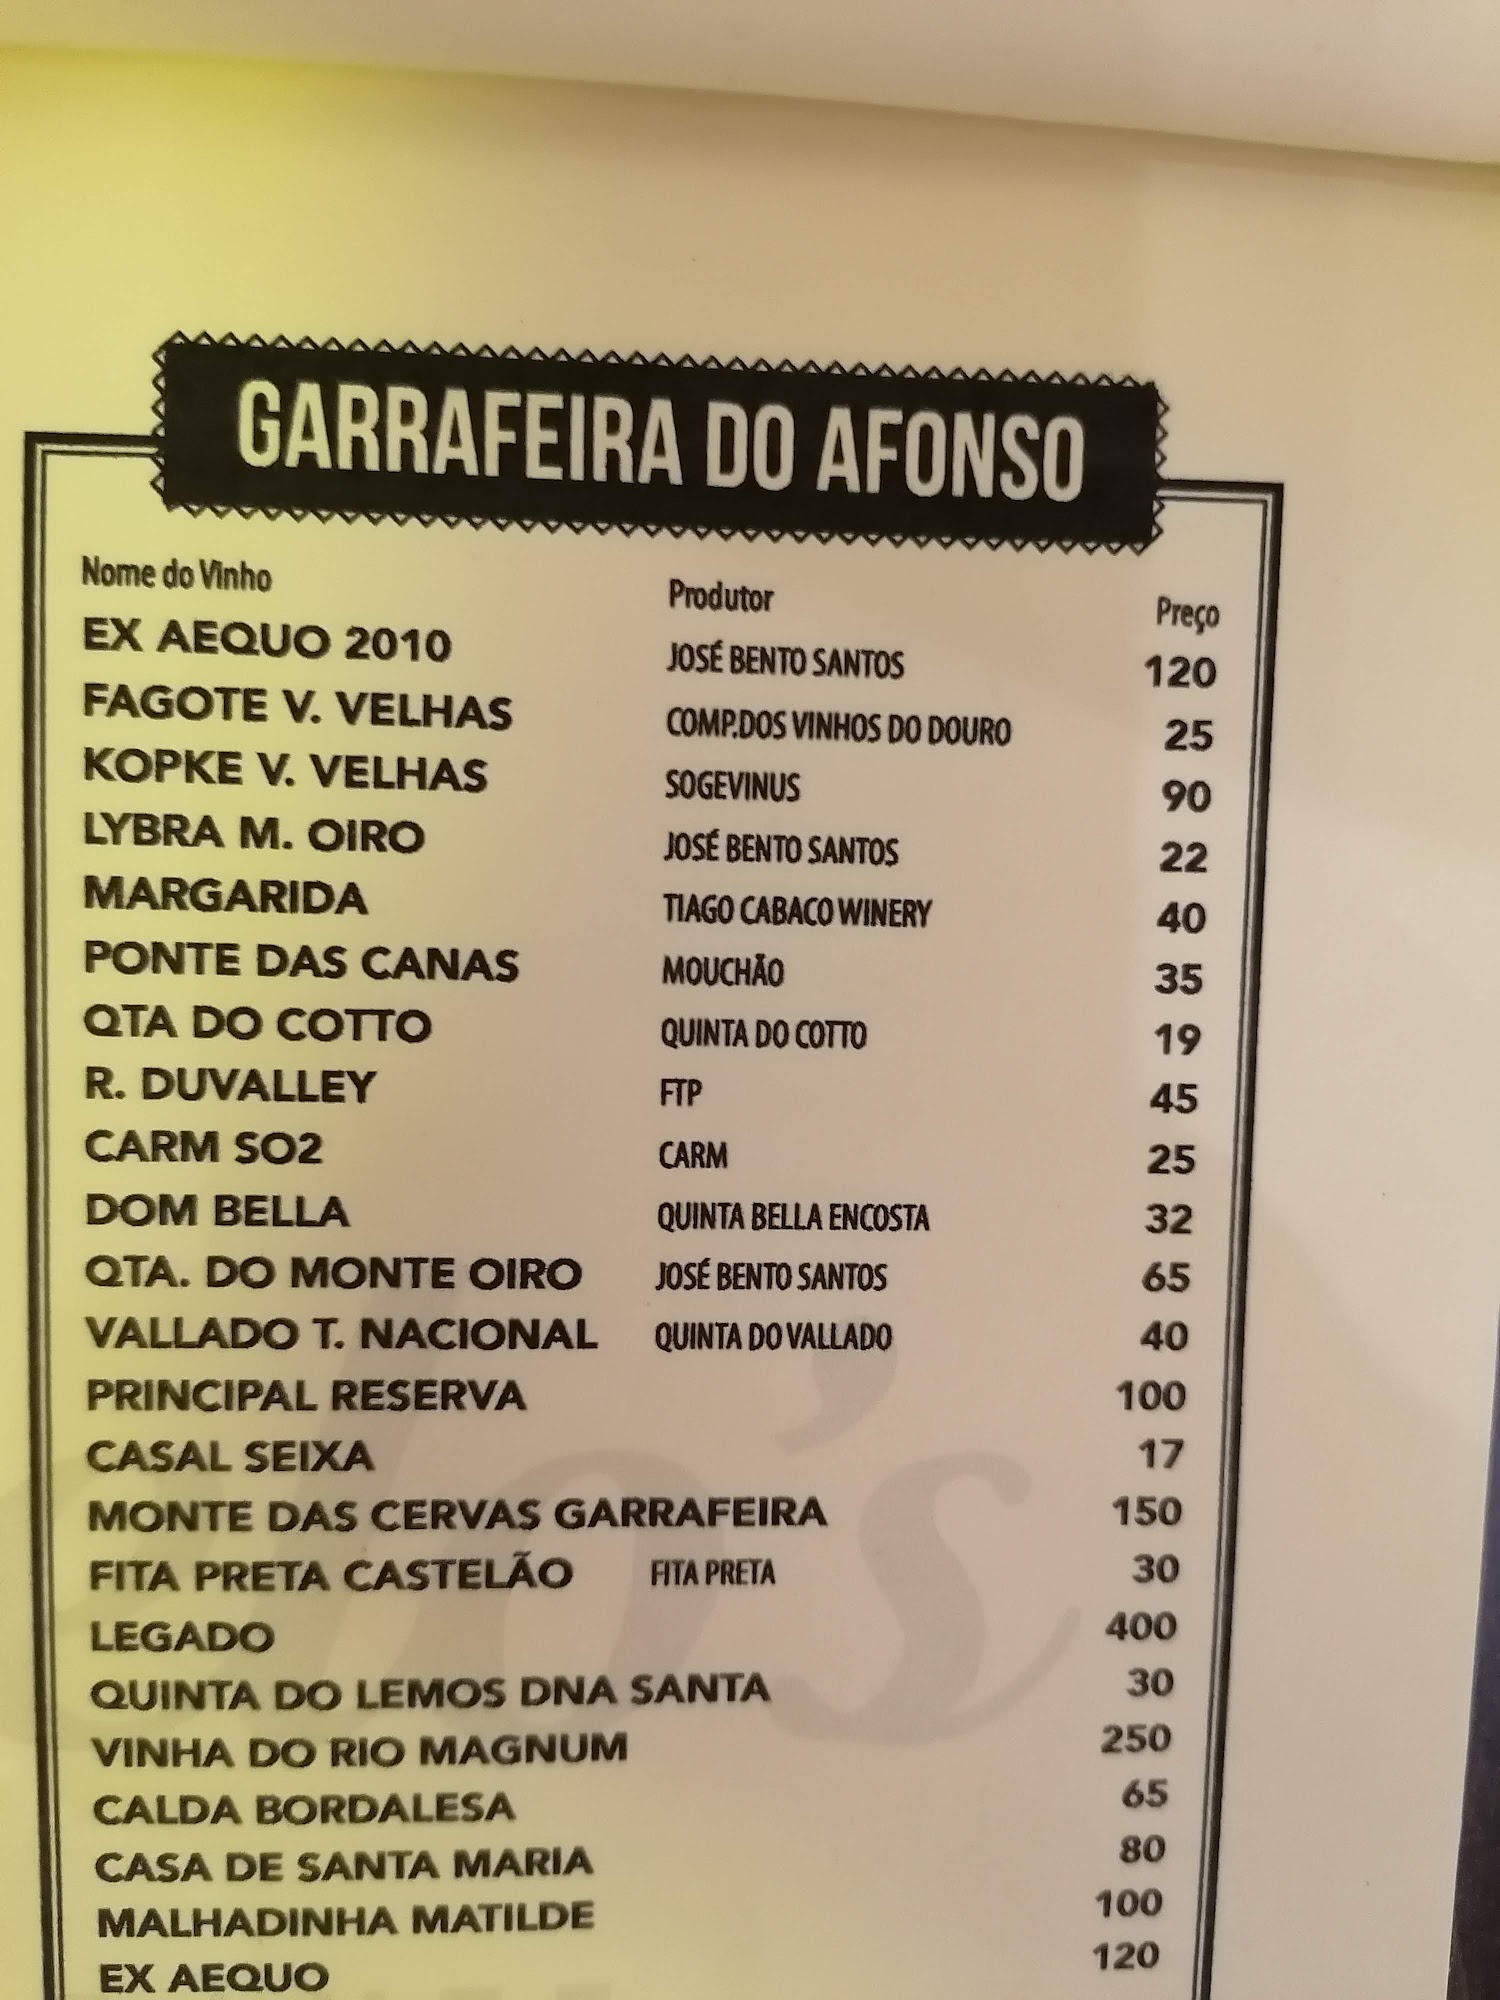 GARRAFEIRA DO AFONSO
Nome do Vinho Produtor Preço
EX AEQUO 2010 JOSÉ BENTO SANTOS 120
FAGOTE V. VELHAS COMP.DOS VINHOS DO DOURO 25
KOPKE V. VELHAS SOGEVINUS 90
LYBRA M. OIRO JOSÉ BENTO SANTOS 22
MARGARIDA TIAGO CABACO WINERY 40
PONTE DAS CANAS MOUCHÃO 35
QTA DO COTTO QUINTA DO COTTO 19
R. DUVALLEY FTP 45
CARM SO2 CARM 25
DOM BELLA QUINTA BELLA ENCOSTA 32
QTA. DO MONTE OIRO JOSÉ BENTO SANTOS 65
VALLADO T. NACIONAL QUINTA DO VALLADO 40
PRINCIPAL RESERVA 100
CASAL SEIXA 17
MONTE DAS CERVAS GARRAFEIRA 150
FITA PRETA CASTELÃO FITA PRETA 30
LEGADO 400
QUINTA DO LEMOS DNA SANTA 30
VINHA DO RIO MAGNUM 250
CALDA BORDALESA 65
CASA DE SANTA MARIA 80
MALHADINHA MATILDE 100
EX AEQUO 120